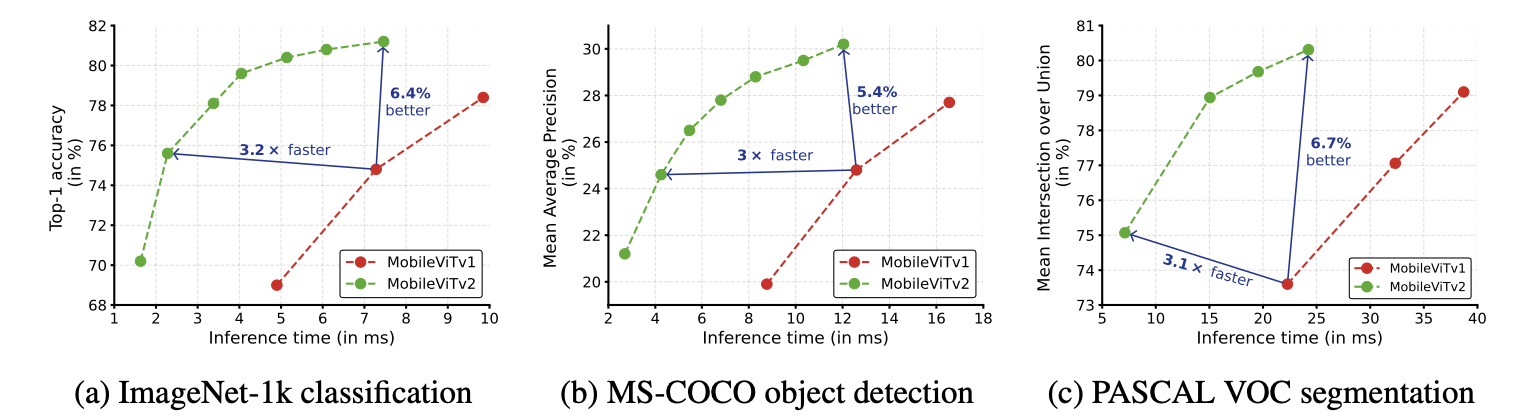 Top-1 accuracy
(in %)
82
80
78
76
74
72
70
68
1 2 3 4 5 6 7 8 9 10
Inference time (in ms)
6.4%
better
3.2 × faster
MobileViTv1
MobileViTv2
(a) ImageNet-1k classification
Mean Average Precision
(in %)
30
28
26
24
22
20
2 4 6 8 10 12 14 16 18
Inference time (in ms)
5.4%
better
3 × faster
MobileViTv1
MobileViTv2
(b) MS-COCO object detection
Mean Intersection over Union
(in %)
81
80
79
78
77
76
75
74
73
5 10 15 20 25 30 35 40
Inference time (in ms)
6.7%
better
3.1 × faster
MobileViTv1
MobileViTv2
(c) PASCAL VOC segmentation